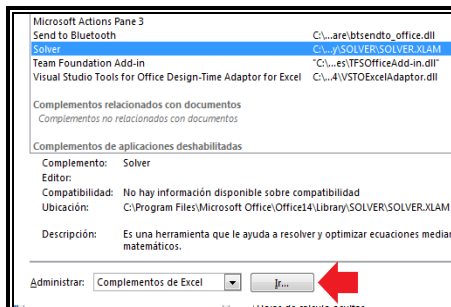 Microsoft Actions Pane 3
Send to Bluetooth C:\...are\btsendto_office.dll
Solver C:\...y\SOLVER\SOLVER.XLAM
Team Foundation Add-in "C:\...es\TFSOfficeAdd-in.dll"
Visual Studio Tools for Office Design-Time Adaptor for Excel C:\...4\VSTOExcelAdaptor.dll
Complementos relacionados con documentos
Complementos no relacionados con documentos
Complementos de aplicaciones deshabilitadas
Complemento: Solver
Editor:
Compatibilidad: No hay información disponible sobre compatibilidad
Ubicación: C:\Program Files\Microsoft Office\Office14\Library\SOLVER\SOLVER.XLAM
Descripción: Es una herramienta que le ayuda a resolver y optimizar ecuaciones media
matemáticos.
Administrar: Complementos de Excel Ir...